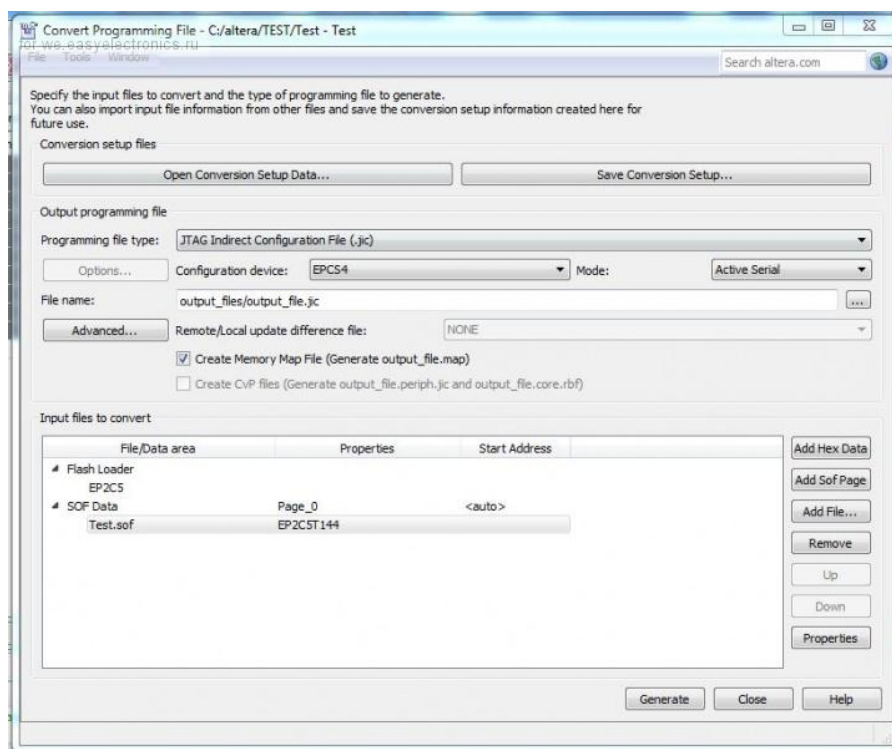 Convert Programming File - C:/altera/TEST/Test - Test
for we.easyelectronics.ru
File Tools Window
Search altera.com
Specify the input files to convert and the type of programming file to generate.
You can also import input file information from other files and save the conversion setup information created here for
future use.
Conversion setup files
Open Conversion Setup Data...
Save Conversion Setup...
Output programming file
Programming file type: JTAG Indirect Configuration File (.jic)
Options... Configuration device: EPCS4 Mode: Active Serial
File name: output_files/output_file.jic ...
Advanced... Remote/Local update difference file: NONE
Create Memory Map File (Generate output_file.map)
Create CvP files (Generate output_file.periph.jic and output_file.core.rbf)
Input files to convert
File/Data area Properties Start Address
Flash Loader
EP2C5
SOF Data Page_0 <auto>
Test.sof EP2C5T144
Add Hex Data
Add Sof Page
Add File...
Remove
Up
Down
Properties
Generate Close Help